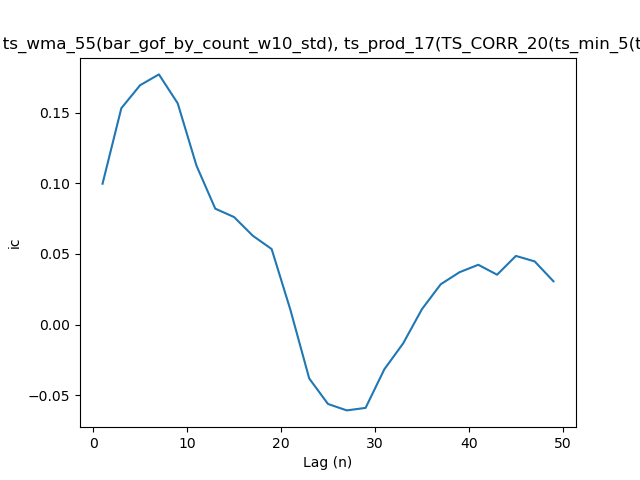 ts_wma_55(bar_gof_by_count_w10_std), ts_prod_17(TS_CORR_20(ts_min_5(t
0.15
0.10
0.05
0.00
−0.05
ic
0 10 20 30 40 50
Lag (n)